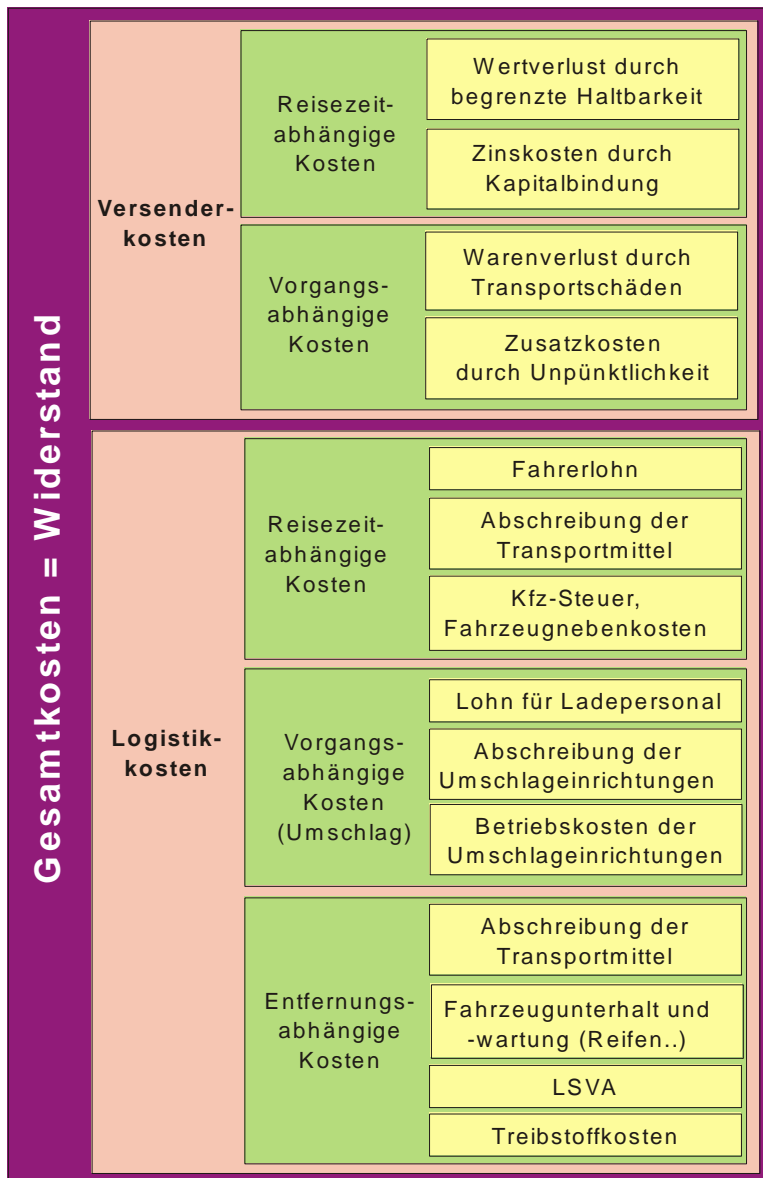 Gesamtkosten = Widerstand
Versender-
kosten
Reisezeit-
abhängige
Kosten
Wertverlust durch
begrenzte Haltbarkeit
Zinskosten durch
Kapitalbindung
Vorgangs-
abhängige
Kosten
Warenverlust durch
Transportschäden
Zusatzkosten
durch Unpünktlichkeit
Logistik-
kosten
Reisezeit-
abhängige
Kosten
Fahrerlohn
Abschreibung der
Transportmittel
Kfz-Steuer,
Fahrzeugnebenkosten
Vorgangs-
abhängige
Kosten
(Umschlag)
Lohn für Ladepersonal
Abschreibung der
Umschlageinrichtungen
Betriebskosten der
Umschlageinrichtungen
Entfernungs-
abhängige
Kosten
Abschreibung der
Transportmittel
Fahrzeugunterhalt und
-wartung (Reifen..)
LSVA
Treibstoffkosten